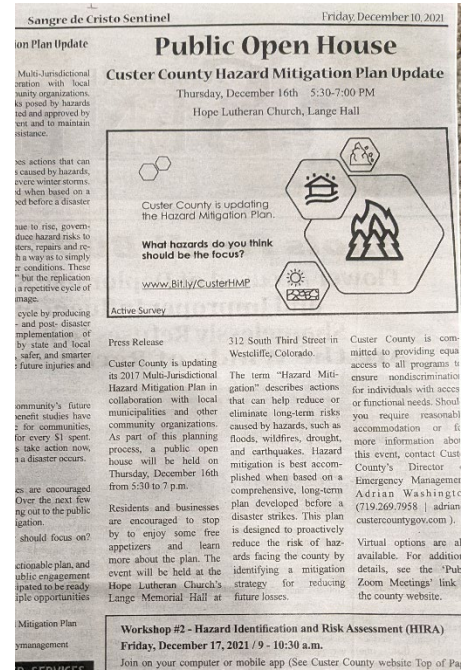 Sangre de Cristo Sentinel
Friday, December 10, 2021
ion Plan Update
Multi-Jurisdictional
oration with local
unity organizations.
ks posed by hazards
ted and approved by
ent and to maintain
sistance.
es actions that can
s caused by hazards,
evere winter storms.
d when based on a
ped before a disaster
nue to rise, govern-
duce hazard risks to
sters, repairs and re-
h a way as to simply
er conditions. These
" but the replication
a repetitive cycle of
mage.
cycle by producing
- and post- disaster
mplementation of
by state and local
, safer, and smarter
future injuries and
ommunity's future
enefit studies have
for communities,
for every $1 spent.
s take action now,
a disaster occurs.
es are encouraged
Over the next few
ng out to the public
igation.
should focus on?
ctionable plan, and
ublic engagement
ipated to be ready
iple opportunities
Mitigation Plan
ymanagement
Public Open House
Custer County Hazard Mitigation Plan Update
Thursday, December 16th 5:30-7:00 PM
Hope Lutheran Church, Lange Hall
Custer County is updating
the Hazard Mitigation Plan.
What hazards do you think
should be the focus?
www.Bit.ly/CusterHMP
Active Survey
Press Release
Custer County is updating
its 2017 Multi-Jurisdictional
Hazard Mitigation Plan in
collaboration with local
municipalities and other
community organizations.
As part of this planning
process, a public open
house will be held on
Thursday, December 16th
from 5:30 to 7 p.m.
Residents and businesses
are encouraged to stop
by to enjoy some free
appetizers and learn
more about the plan. The
event will be held at the
Hope Lutheran Church's
Lange Memorial Hall at
312 South Third Street in
Westcliffe, Colorado.
The term "Hazard Miti-
gation" describes actions
that can help reduce or
eliminate long-term risks
caused by hazards, such as
floods, wildfires, drought,
and earthquakes. Hazard
mitigation is best accom-
plished when based on a
comprehensive, long-term
plan developed before a
disaster strikes. This plan
is designed to proactively
reduce the risk of haz-
ards facing the county by
identifying a mitigation
strategy for reducing
future losses.
Custer County is com-
mitted to providing equa
access to all programs t
ensure nondiscriminatio
for individuals with acces
or functional needs. Shoul
you require reasonabl
accommodation or fo
more information abou
this event, contact Cust
County's Director
Emergency Managemen
Adrian Washingto
(719.269.7958 | adrian
custercountygov.com ).
Virtual options are al
available. For addition
details, see the 'Pub
Zoom Meetings' link
the county website.
Workshop #2 - Hazard Identification and Risk Assessment (HIRA)
Friday, December 17, 2021 / 9 - 10:30 a.m.
Join on your computer or mobile app (See Custer County website Top of Pa